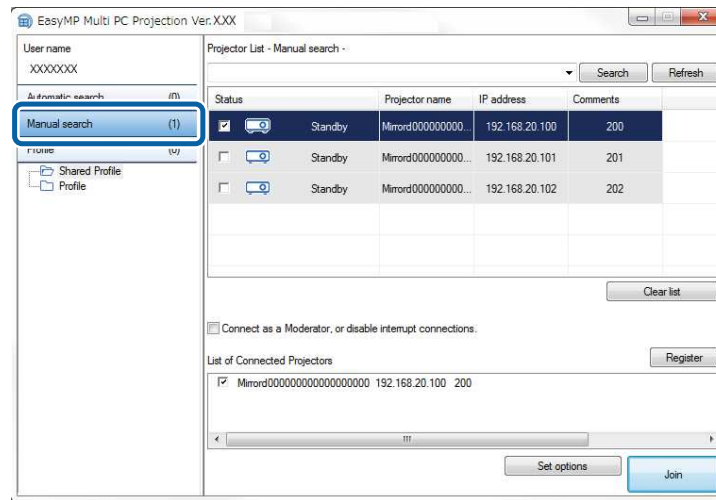 EasyMP Multi PC Projection Ver.XXX
User name
XXXXXXX
Automatic search (0)
Manual search (1)
Profile (0)
Shared Profile
Profile
Projector List - Manual search -
Search Refresh
Status Projector name IP address Comments
Standby Mirrord000000000... 192.168.20.100 200
Standby Mirrord000000000... 192.168.20.101 201
Standby Mirrord000000000... 192.168.20.102 202
Clear list
Connect as a Moderator, or disable interrupt connections.
List of Connected Projectors Register
Mirrord000000000000000000 192.168.20.100 200
Set options Join